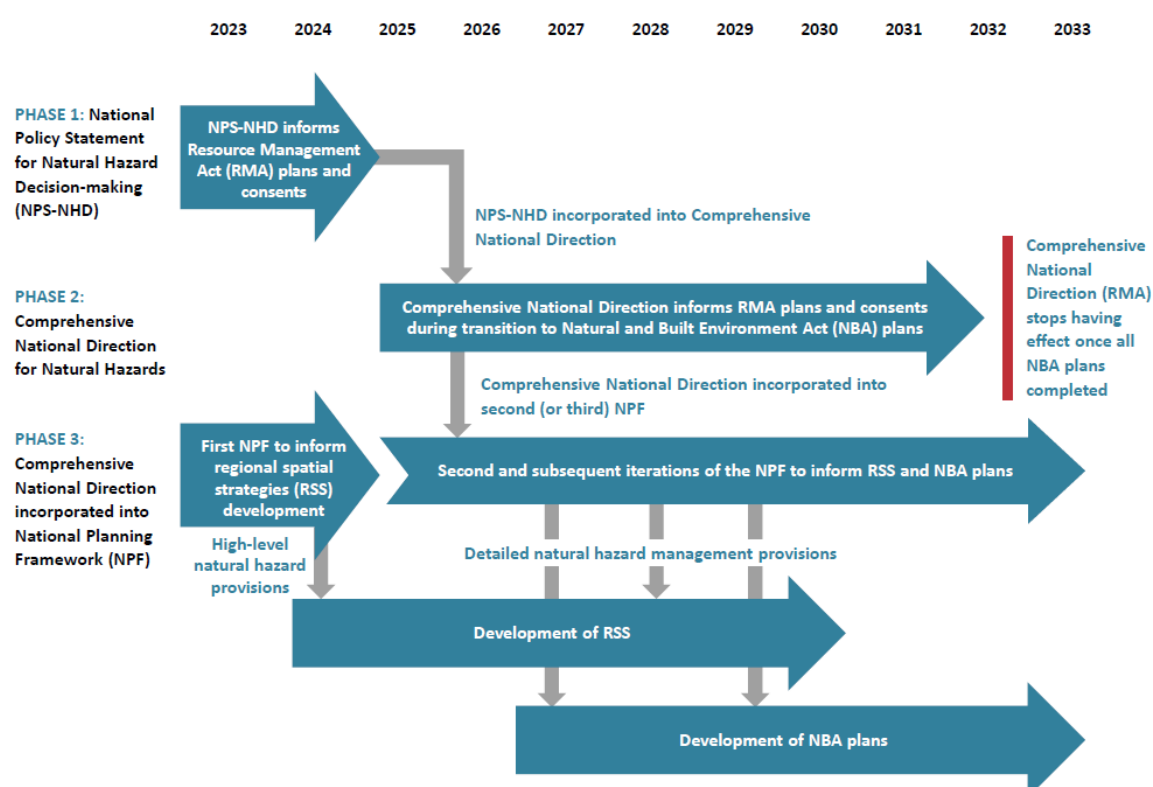 2023 2024 2025 2026 2027 2028 2029 2030 2031 2032 2033
PHASE 1: National
Policy Statement
for Natural Hazard
Decision-making
(NPS-NHD)
NPS-NHD informs
Resource Management
Act (RMA) plans and
consents
NPS-NHD incorporated into Comprehensive
National Direction
PHASE 2:
Comprehensive
National Direction
for Natural Hazards
Comprehensive National Direction informs RMA plans and consents
during transition to Natural and Built Environment Act (NBA) plans
Comprehensive
National
Direction (RMA)
stops having
effect once all
NBA plans
completed
Comprehensive National Direction incorporated into
second (or third) NPF
PHASE 3:
Comprehensive
National Direction
incorporated into
National Planning
Framework (NPF)
First NPF to inform
regional spatial
strategies (RSS)
development
Second and subsequent iterations of the NPF to inform RSS and NBA plans
High-level
natural hazard
provisions
Detailed natural hazard management provisions
Development of RSS
Development of NBA plans